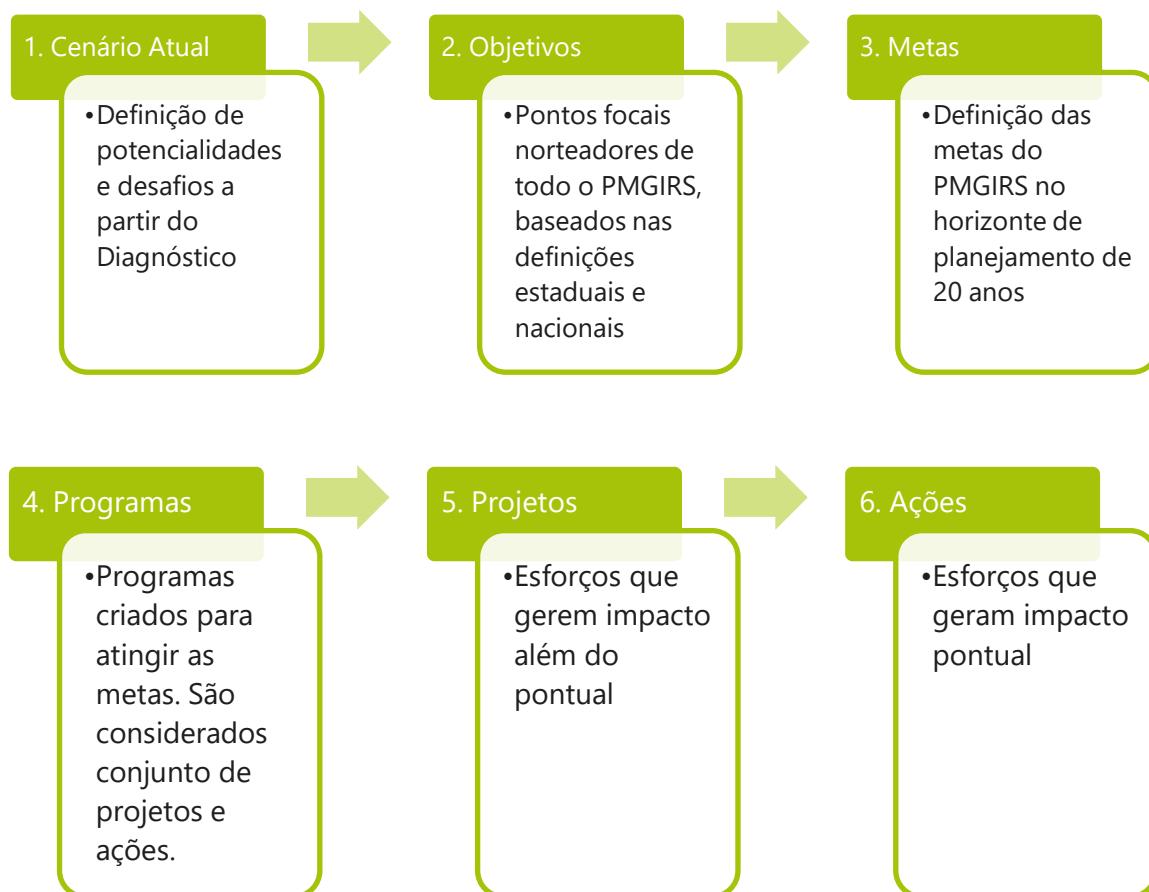 1. Cenário Atual
•Definição de
potencialidades
e desafios a
partir do
Diagnóstico
2. Objetivos
•Pontos focais
norteadores de
todo o PMGIRS,
baseados nas
definições
estaduais e
nacionais
3. Metas
•Definição das
metas do
PMGIRS no
horizonte de
planejamento de
20 anos
4. Programas
•Programas
criados para
atingir as
metas. São
considerados
conjunto de
projetos e
ações.
5. Projetos
•Esforços que
gerem impacto
além do
pontual
6. Ações
•Esforços que
geram impacto
pontual